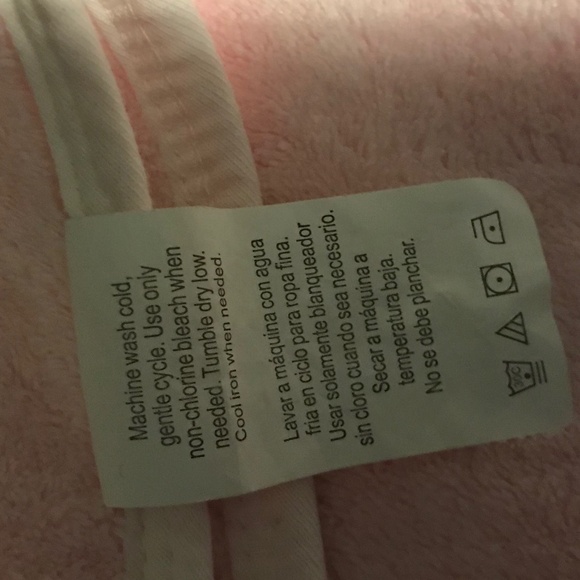 Machine wash cold,
gentle cycle. Use only
non-chlorine bleach when
needed. Tumble dry low.
Cool iron when needed.
Lavar a máquina con agua
fria en ciclo para ropa fina.
Usar solamente blanqueador
sin cloro cuando sea necesario.
Secar a máquina a
temperatura baja.
No se debe planchar.
30C